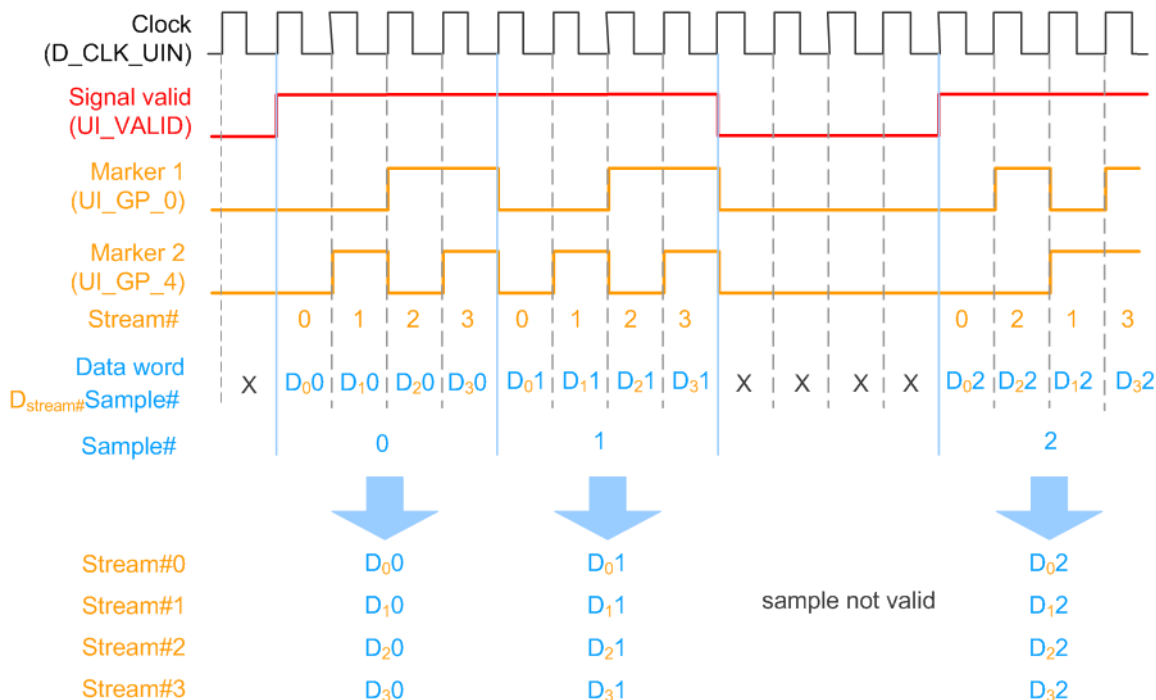 Clock
(D_CLK_UIN)
Signal valid
(UI_VALID)
Marker 1
(UI_GP_0)
Marker 2
(UI_GP_4)
Stream# 0 1 2 3 0 1 2 3 0 2 1 3
Data word
X D₀0 D₁0 D₂0 D₃0 D₀1 D₁1 D₂1 D₃1 X X X X D₀2 D₂2 D₁2 D₃2
Dstream#Sample#
Sample# 0 1 2
Stream#0 D₀0 D₀1 D₀2
Stream#1 D₁0 D₁1 sample not valid D₁2
Stream#2 D₂0 D₂1 D₂2
Stream#3 D₃0 D₃1 D₃2